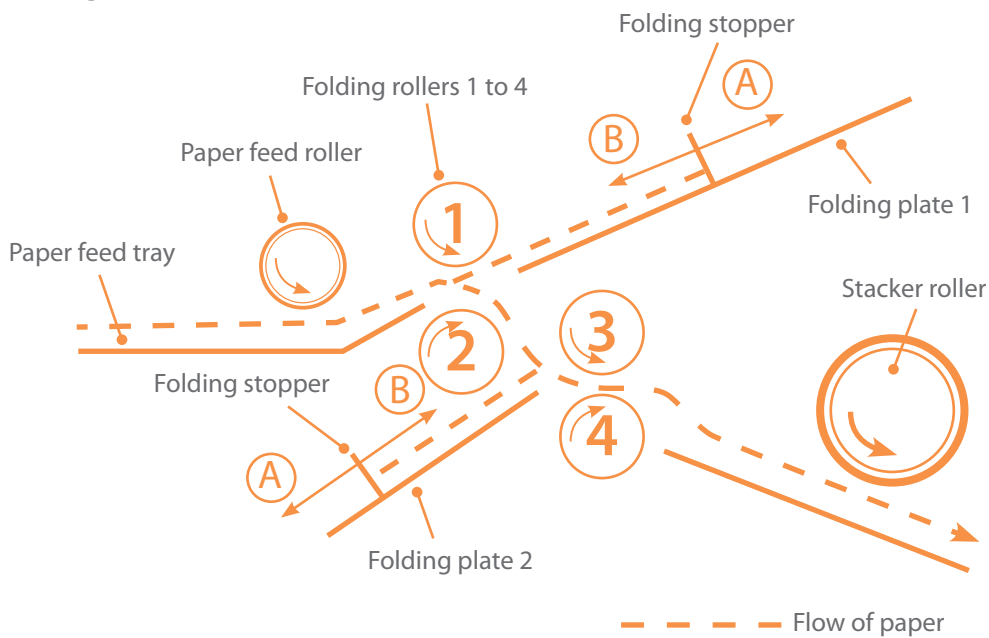 Folding stopper
Folding rollers 1 to 4
A
B
Paper feed roller
1
Folding plate 1
Paper feed tray
Stacker roller
3
2
Folding stopper
B
4
A
Folding plate 2
Flow of paper